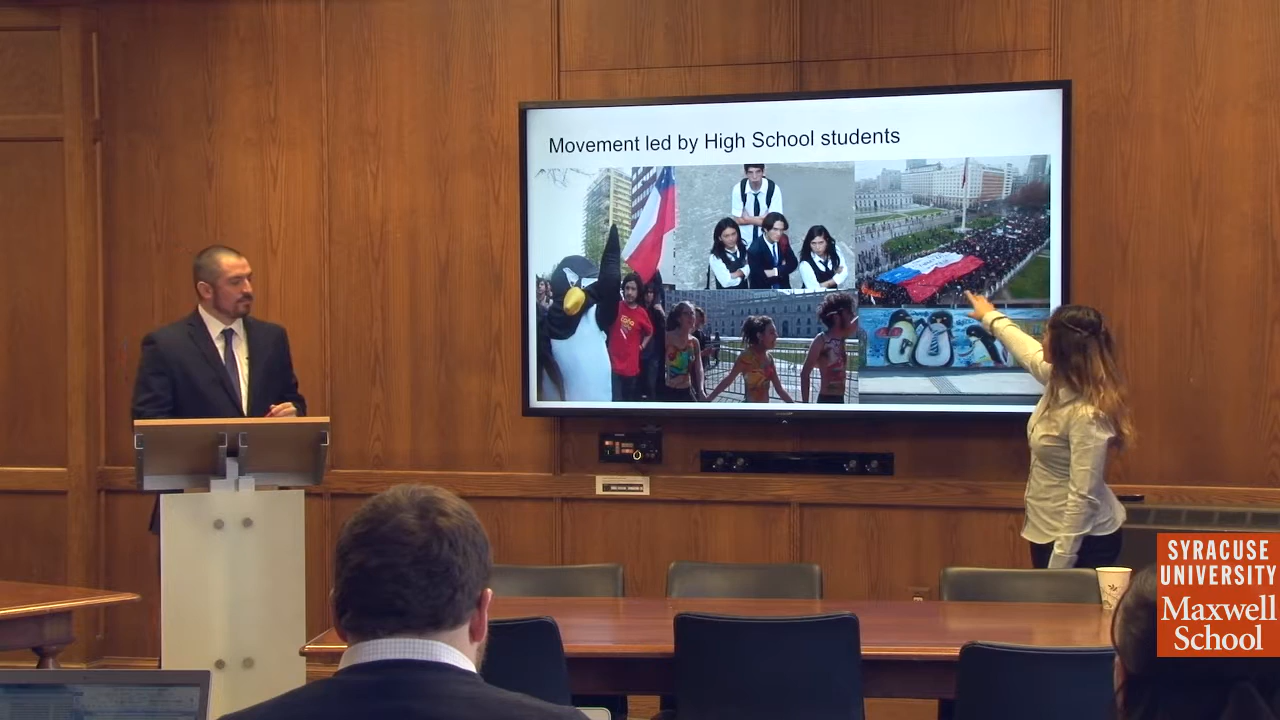 Movement led by High School students
SYRACUSE
UNIVERSITY
Maxwell
School